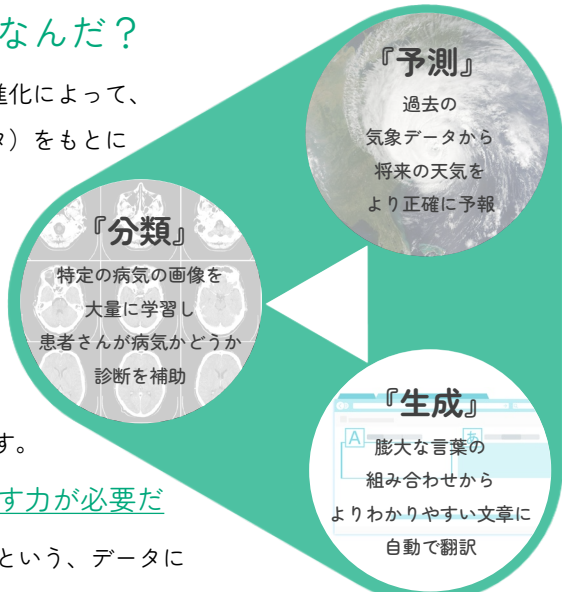 なんだ？
進化によって、
タ）をもとに
す。
す力が必要だ
という、データに
『予測』
過去の
気象データから
将来の天気を
より正確に予報
『分類』
特定の病気の画像を
大量に学習し
患者さんが病気かどうか
診断を補助
『生成』
A あ
膨大な言葉の
組み合わせから
よりわかりやすい文章に
自動で翻訳